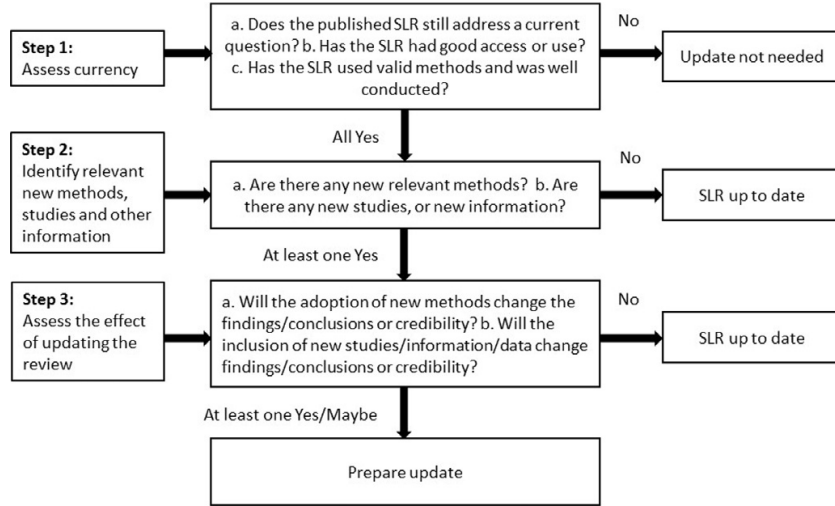 Step 1:
Assess currency
a. Does the published SLR still address a current
question? b. Has the SLR had good access or use?
c. Has the SLR used valid methods and was well
conducted?
No
Update not needed
All Yes
Step 2:
Identify relevant
new methods,
studies and other
information
a. Are there any new relevant methods? b. Are
there any new studies, or new information?
No
SLR up to date
At least one Yes
Step 3:
Assess the effect
of updating the
review
a. Will the adoption of new methods change the
findings/conclusions or credibility? b. Will the
inclusion of new studies/information/data change
findings/conclusions or credibility?
No
SLR up to date
At least one Yes/Maybe
Prepare update